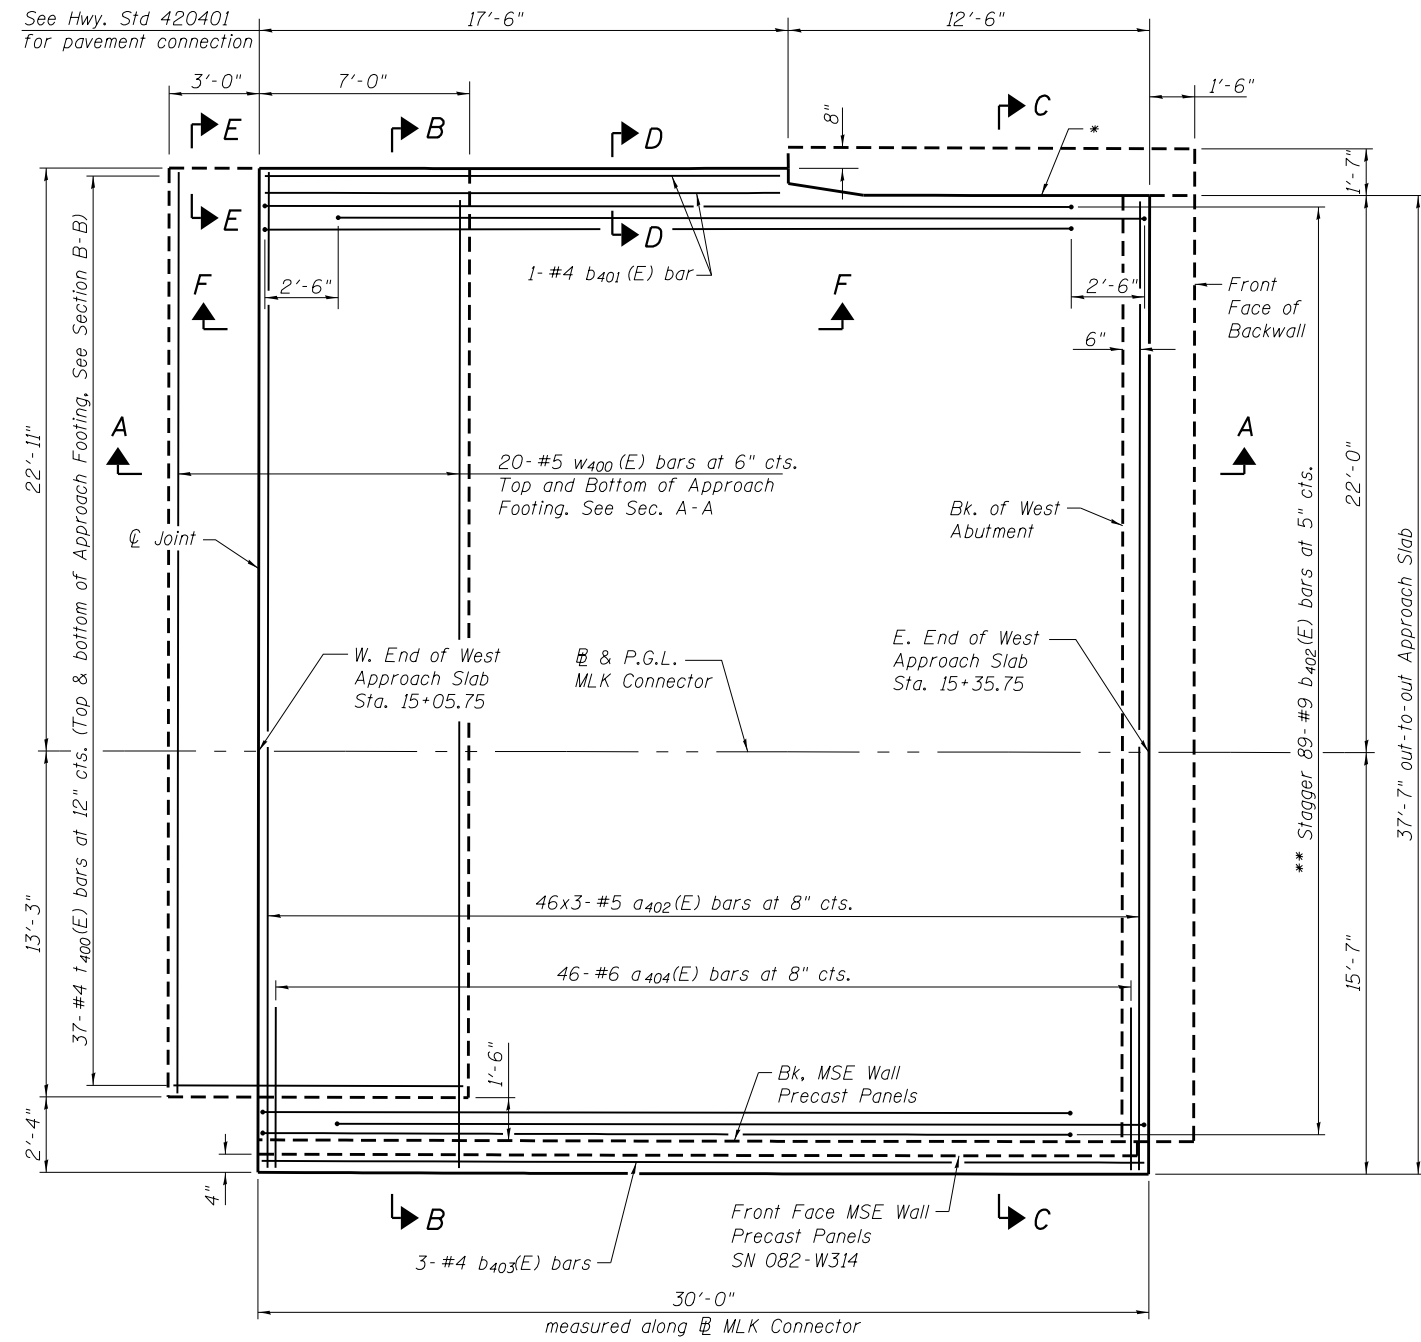 See Hwy. Std 420401
for pavement connection
17'-6"
12'-6"
3'-0"
7'-0"
1'-6"
E
B
D
8"
C
*
1'-7"
E
D
1-#4 b401(E) bar
F
2'-6"
F
2'-6"
Front
Face of
Backwall
6"
22'-11"
37-#4 t400(E) bars at 12" cts. (Top & bottom of Approach Footing. See Section B-B)
A
A
20-#5 w400(E) bars at 6" cts.
Top and Bottom of Approach
Footing. See Sec. A-A
℄ Joint
Bk. of West
Abutment
22'-0"
** Stagger 89-#9 b402(E) bars at 5" cts.
37'-7" out-to-out Approach Slab
W. End of West
Approach Slab
Sta. 15+05.75
BL & P.G.L.
MLK Connector
E. End of West
Approach Slab
Sta. 15+35.75
13'-3"
46x3-#5 a402(E) bars at 8" cts.
46-#6 a404(E) bars at 8" cts.
15'-7"
1'-6"
Bk, MSE Wall
Precast Panels
2'-4"
4"
B
C
Front Face MSE Wall
Precast Panels
SN 082-W314
3-#4 b403(E) bars
30'-0"
measured along BL MLK Connector